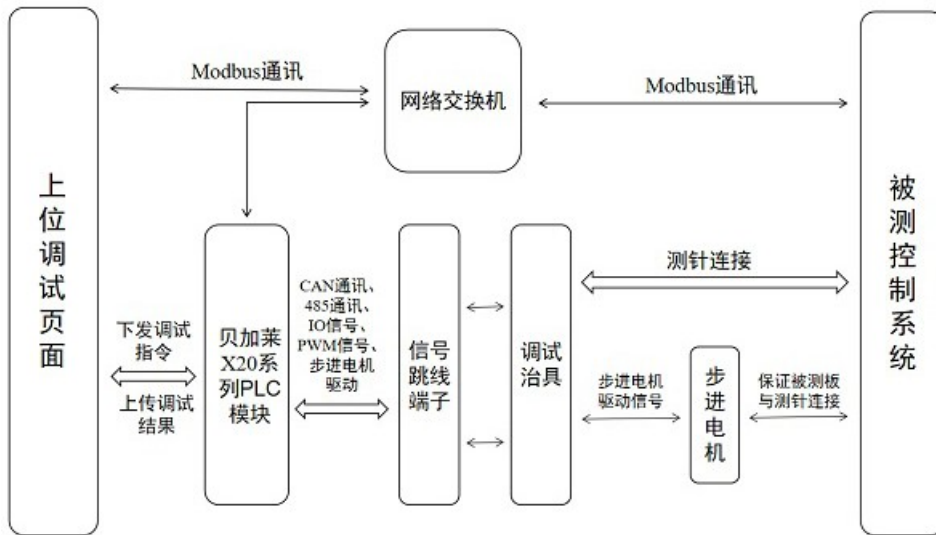 上位调试页面
Modbus通讯
网络交换机
Modbus通讯
被测控制系统
下发调试
指令
上传调试
结果
贝加莱
X20系
列PLC
模块
CAN通讯、
485通讯、
IO信号、
PWM信号、
步进电机
驱动
信号
跳线
端子
调试
治具
测针连接
步进电机
驱动信号
步进电机
保证被测板
与测针连接